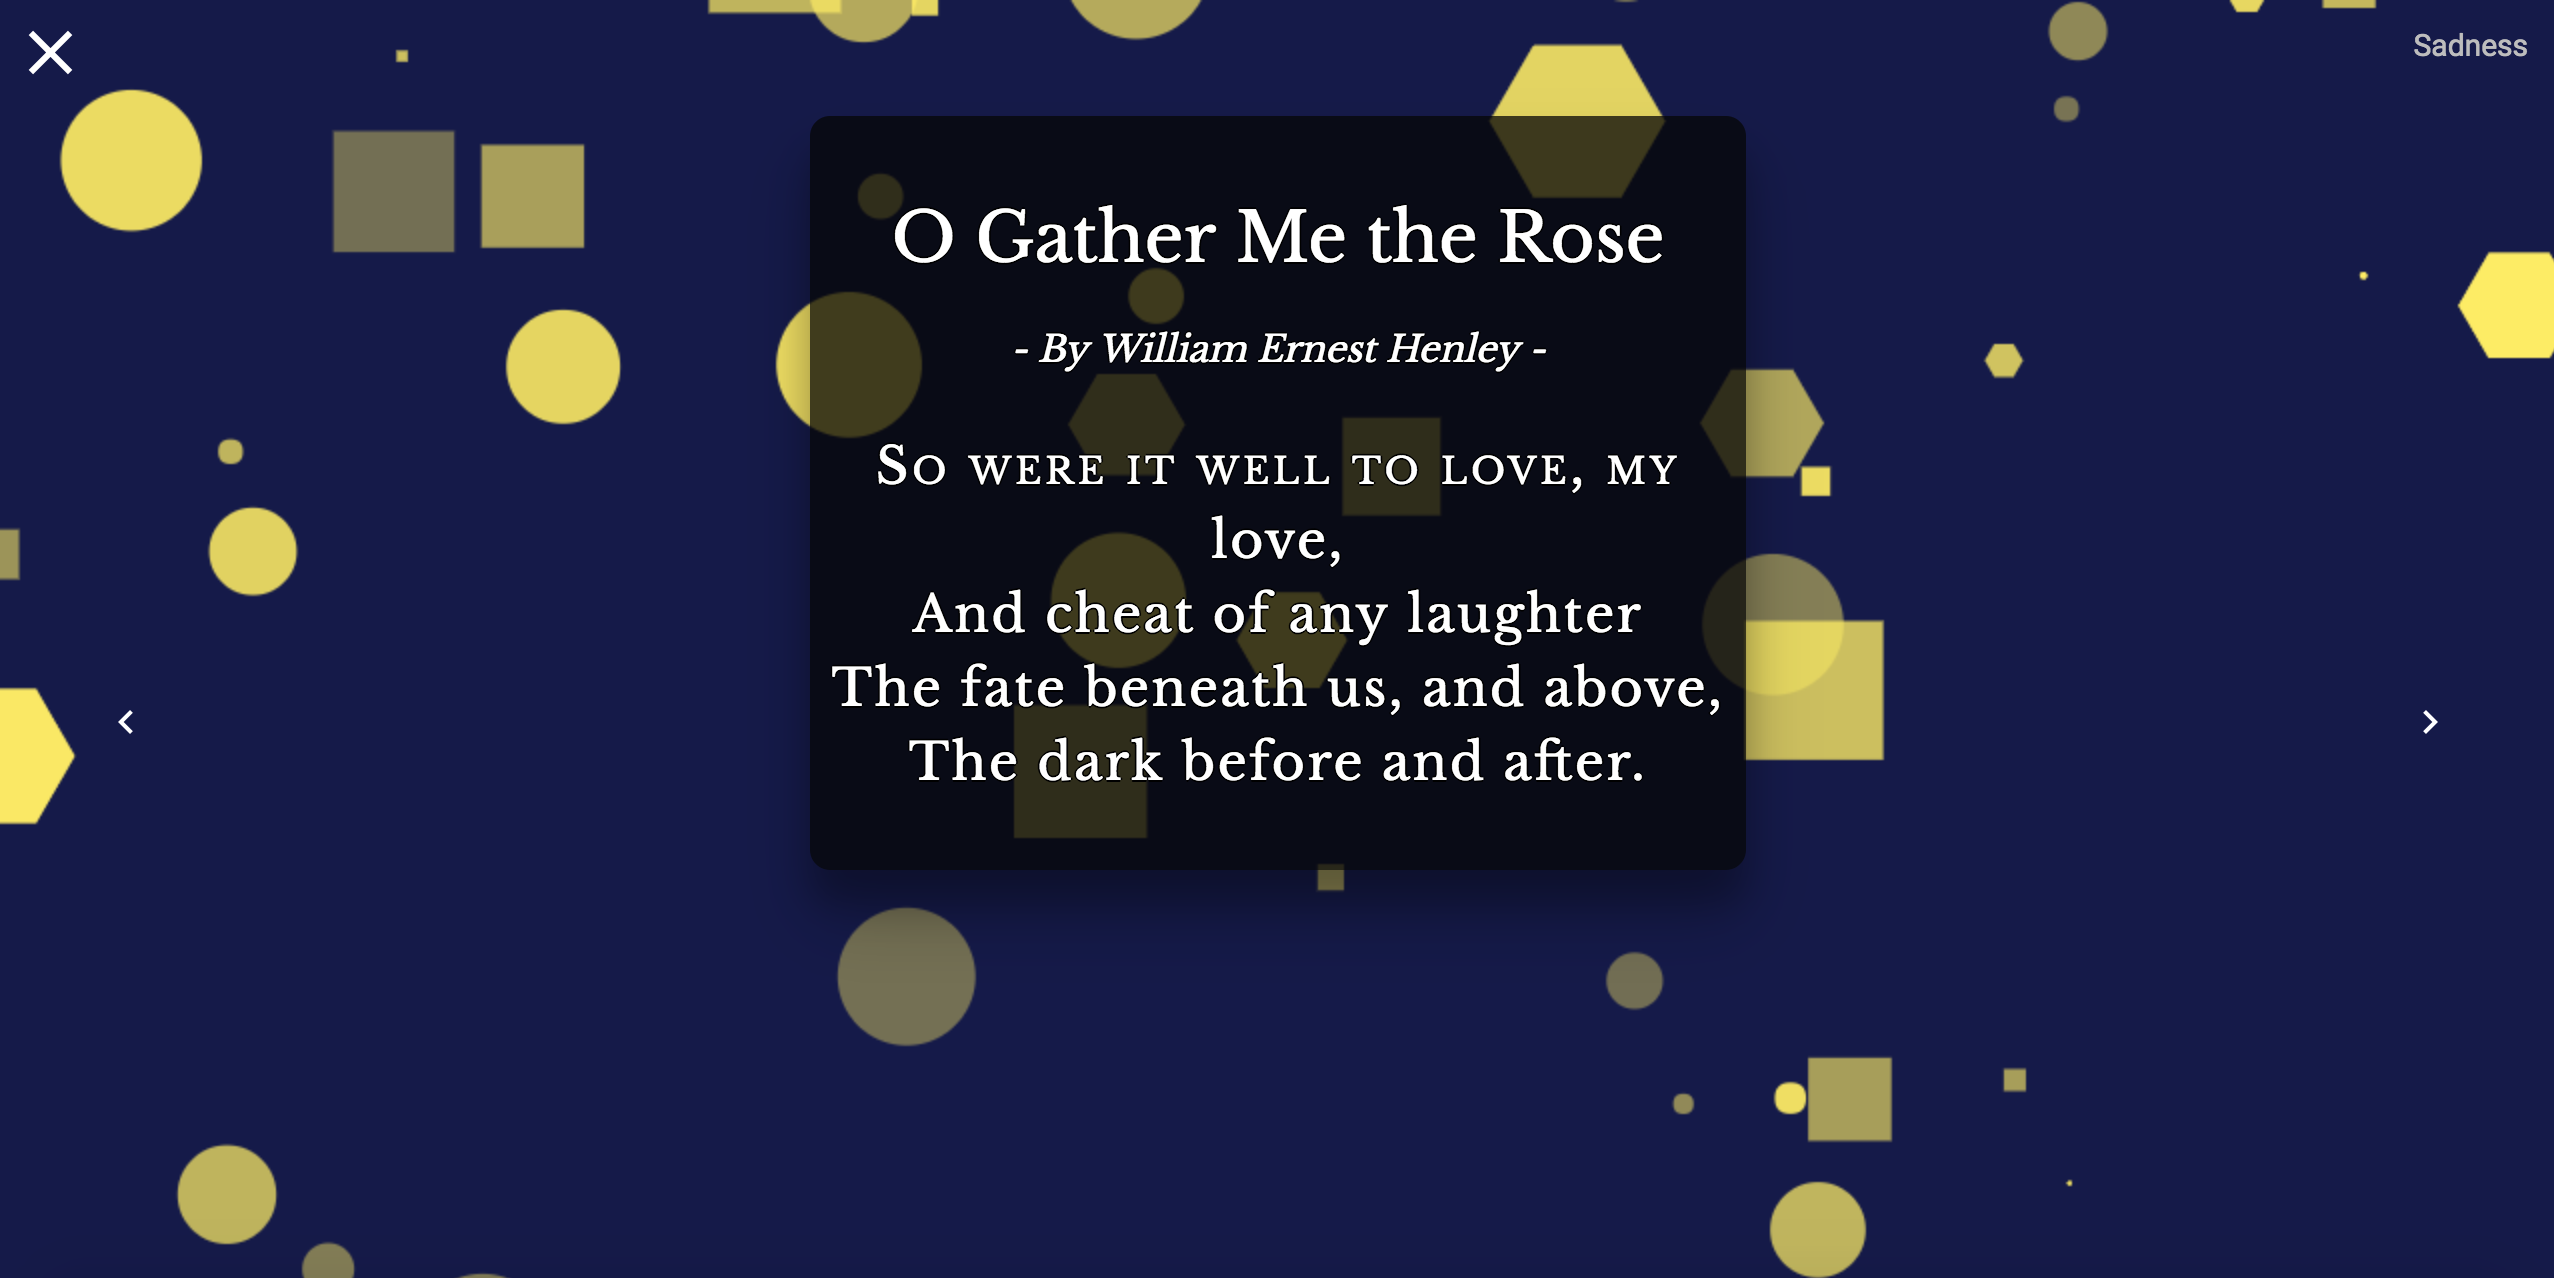 Sadness
O Gather Me the Rose
- By William Ernest Henley -
So were it well to love, my
love,
And cheat of any laughter
The fate beneath us, and above,
The dark before and after.